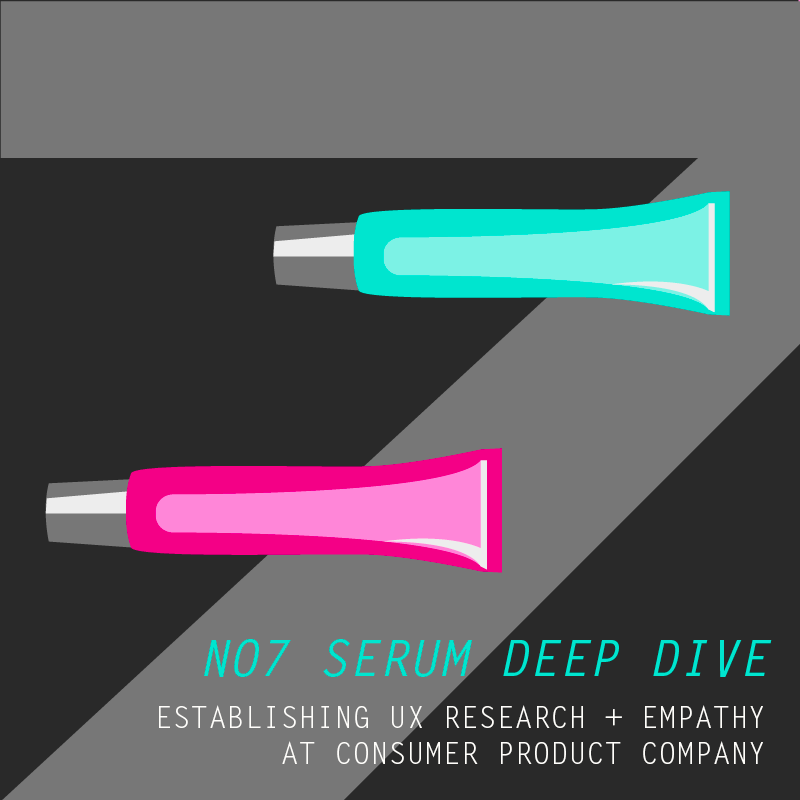 NO7 SERUM DEEP DIVE
ESTABLISHING UX RESEARCH + EMPATHY
AT CONSUMER PRODUCT COMPANY